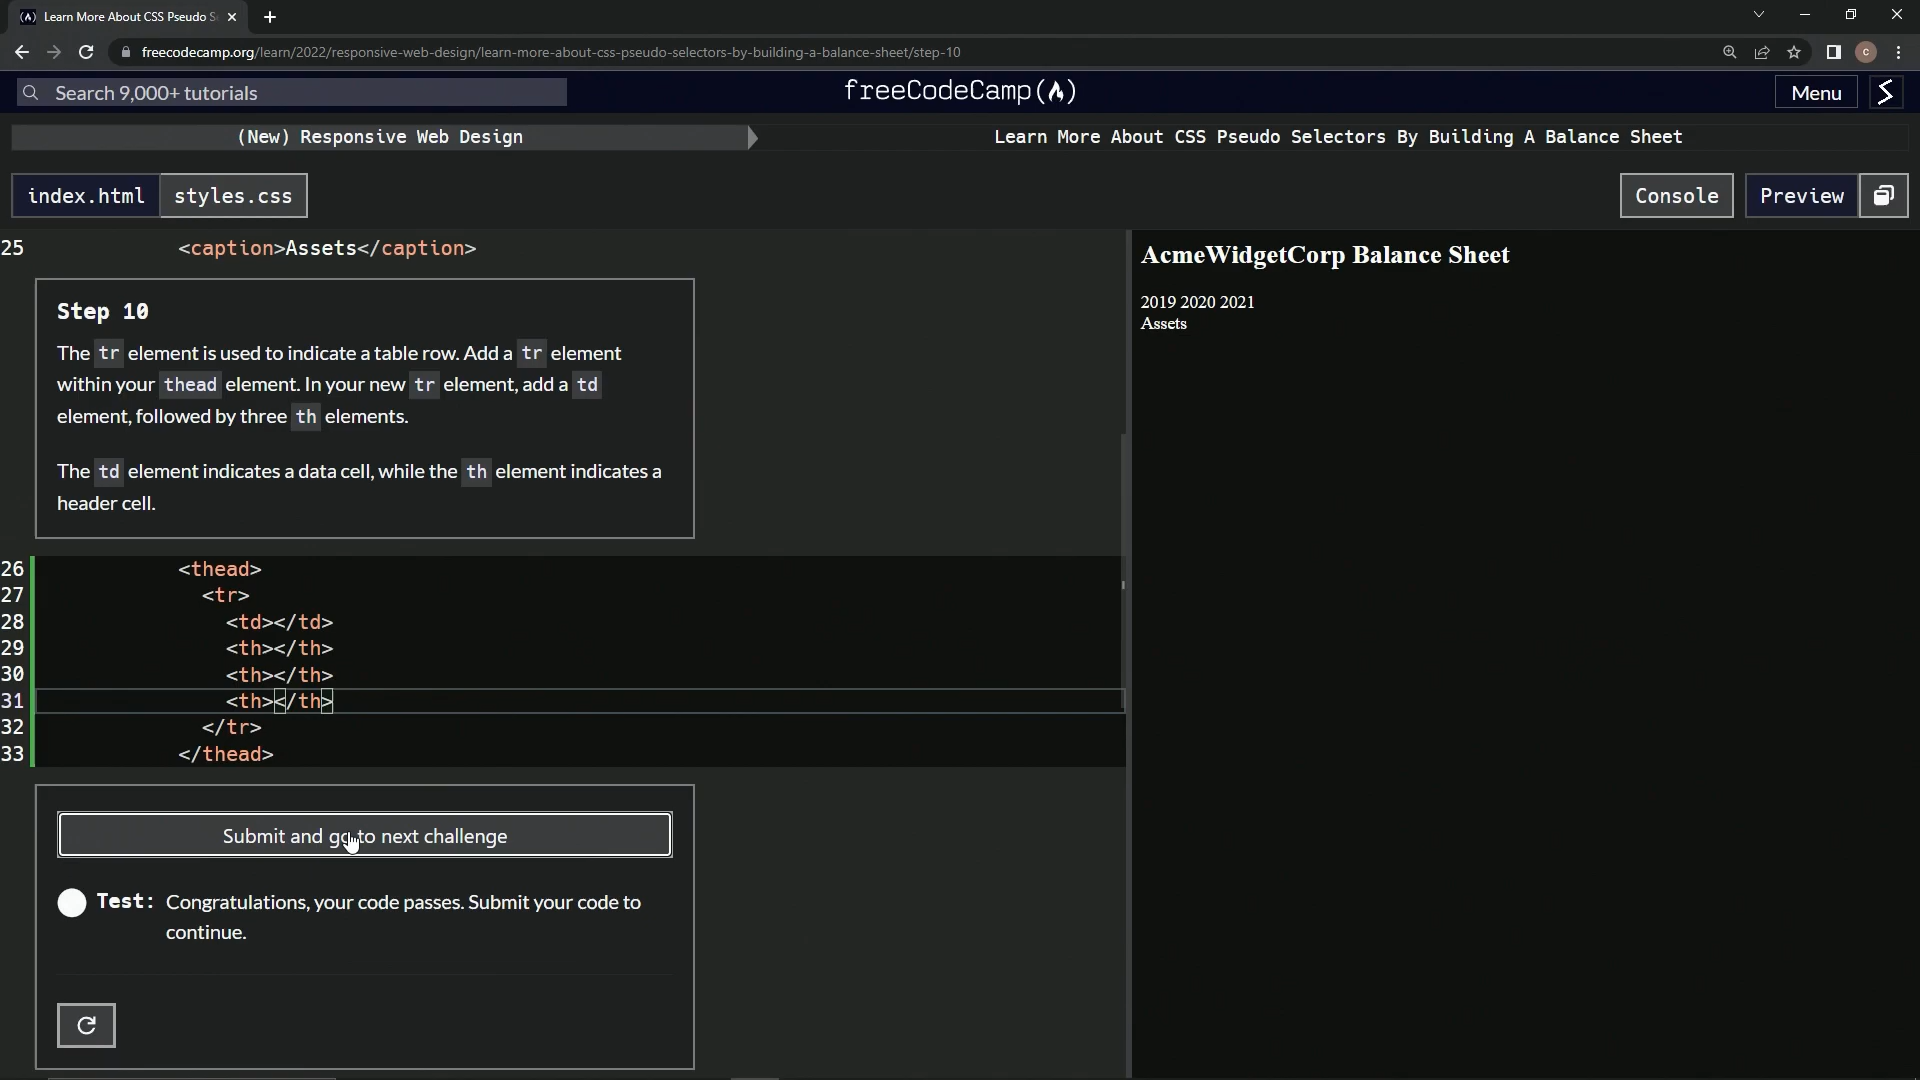 Learn More About CSS Pseudo S
freecodecamp.org/learn/2022/responsive-web-design/learn-more-about-css-pseudo-selectors-by-building-a-balance-sheet/step-10
C
Search 9,000+ tutorials
freeCodeCamp
Menu
(New) Responsive Web Design
Learn More About CSS Pseudo Selectors By Building A Balance Sheet
index.html
styles.css
Console
Preview
25 <caption>Assets</caption>
Step 10
The tr element is used to indicate a table row. Add a tr element
within your thead element. In your new tr element, add a td
element, followed by three th elements.
The td element indicates a data cell, while the th element indicates a
header cell.
26 <thead>
27 <tr>
28 <td></td>
29 <th></th>
30 <th></th>
31 <th></th>
32 </tr>
33 </thead>
Submit and go to next challenge
Test: Congratulations, your code passes. Submit your code to
continue.
AcmeWidgetCorp Balance Sheet
2019 2020 2021
Assets